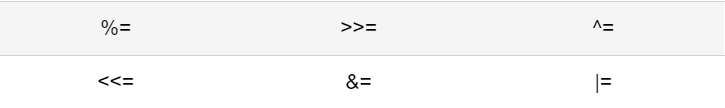 %= >>= ^=
<<= &= |=